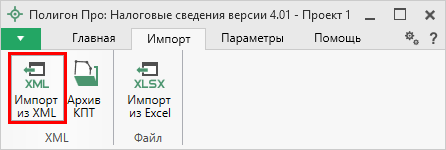 Полигон Про: Налоговые сведения версии 4.01 - Проект 1
Главная Импорт Параметры Помощь ?
XML XLSX
Импорт из XML
Архив КПТ
Импорт из Excel
XML Файл